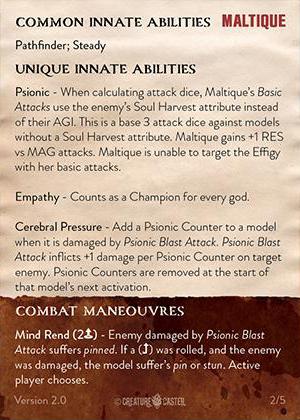 COMMON INNATE ABILITIES MALTIQUE
Pathfinder; Steady
UNIQUE INNATE ABILITIES
Psionic - When calculating attack dice, Maltique's Basic
Attacks use the enemy's Soul Harvest attribute instead
of their AGI. This is a base 3 attack dice against models
without a Soul Harvest attribute. Maltique gains +1 RES
vs MAG attacks. Maltique is unable to target the Effigy
with her basic attacks.
Empathy - Counts as a Champion for every god.
Cerebral Pressure - Add a Psionic Counter to a model
when it is damaged by Psionic Blast Attack. Psionic Blast
Attack inflicts +1 damage per Psionic Counter on target
enemy. Psionic Counters are removed at the start of
that model's next activation.
COMBAT MANEOUVRES
Mind Rend (2) - Enemy damaged by Psionic Blast
Attack suffers pinned. If a () was rolled, and the enemy
was damaged, the model suffer's pin or stun. Active
player chooses.
Version 2.0 © CREATURE CASTER 2/5